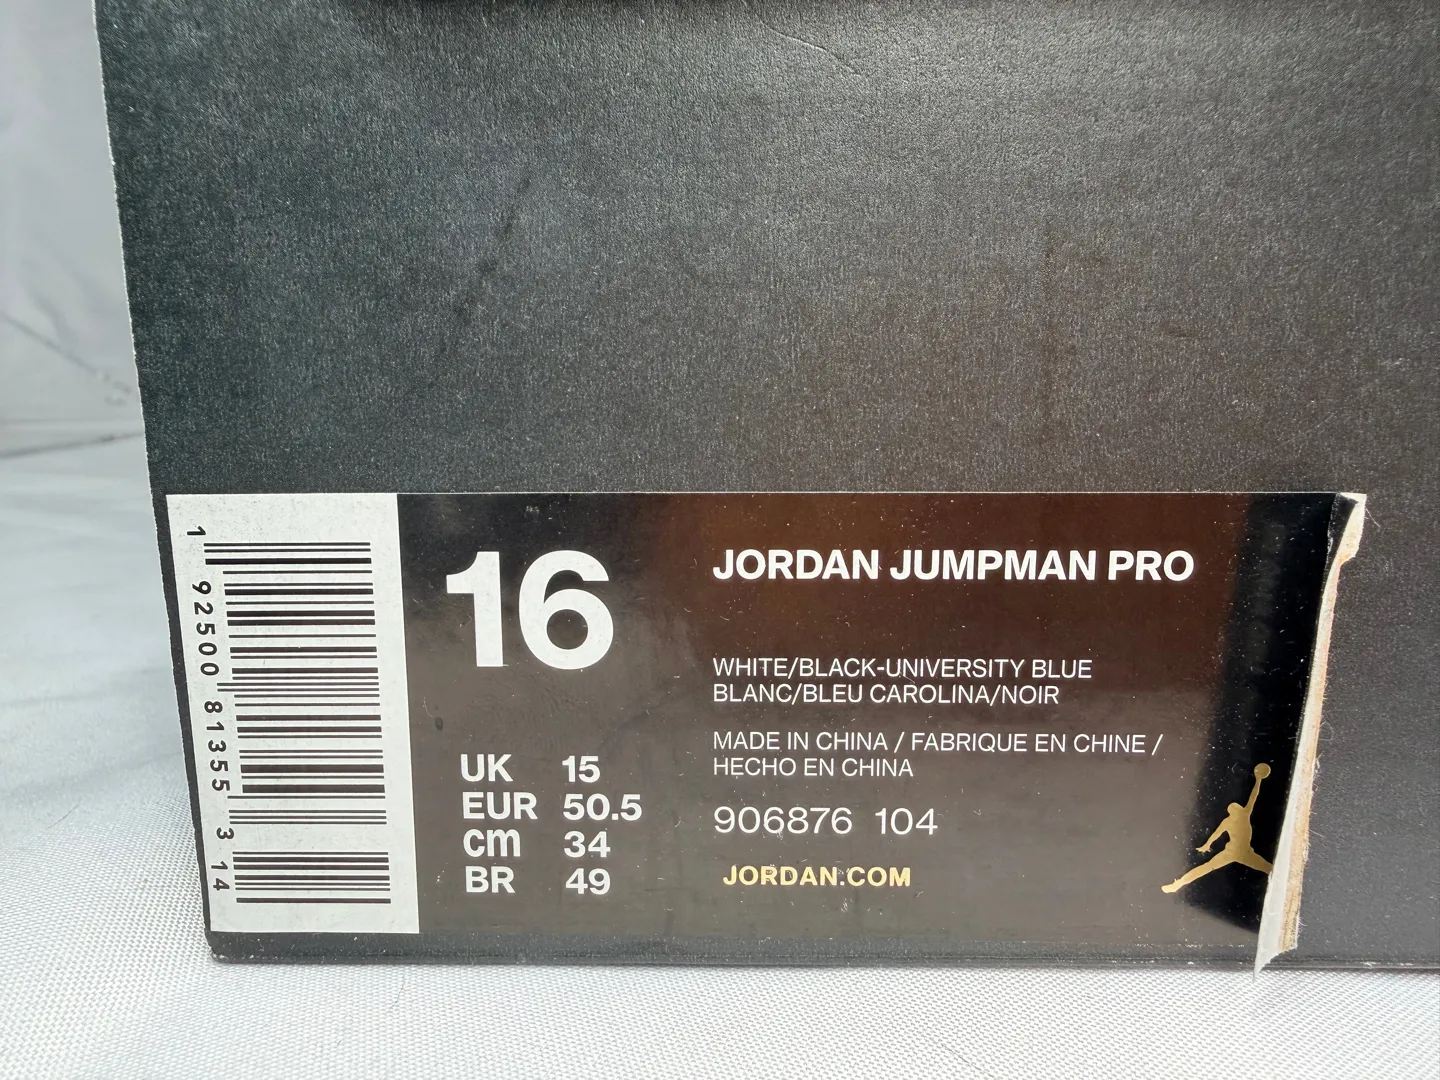 1 92500 81355 3 14
16
UK 15
EUR 50.5
cm 34
BR 49
JORDAN JUMPMAN PRO
WHITE/BLACK-UNIVERSITY BLUE
BLANC/BLEU CAROLINA/NOIR
MADE IN CHINA / FABRIQUE EN CHINE /
HECHO EN CHINA
906876 104
JORDAN.COM